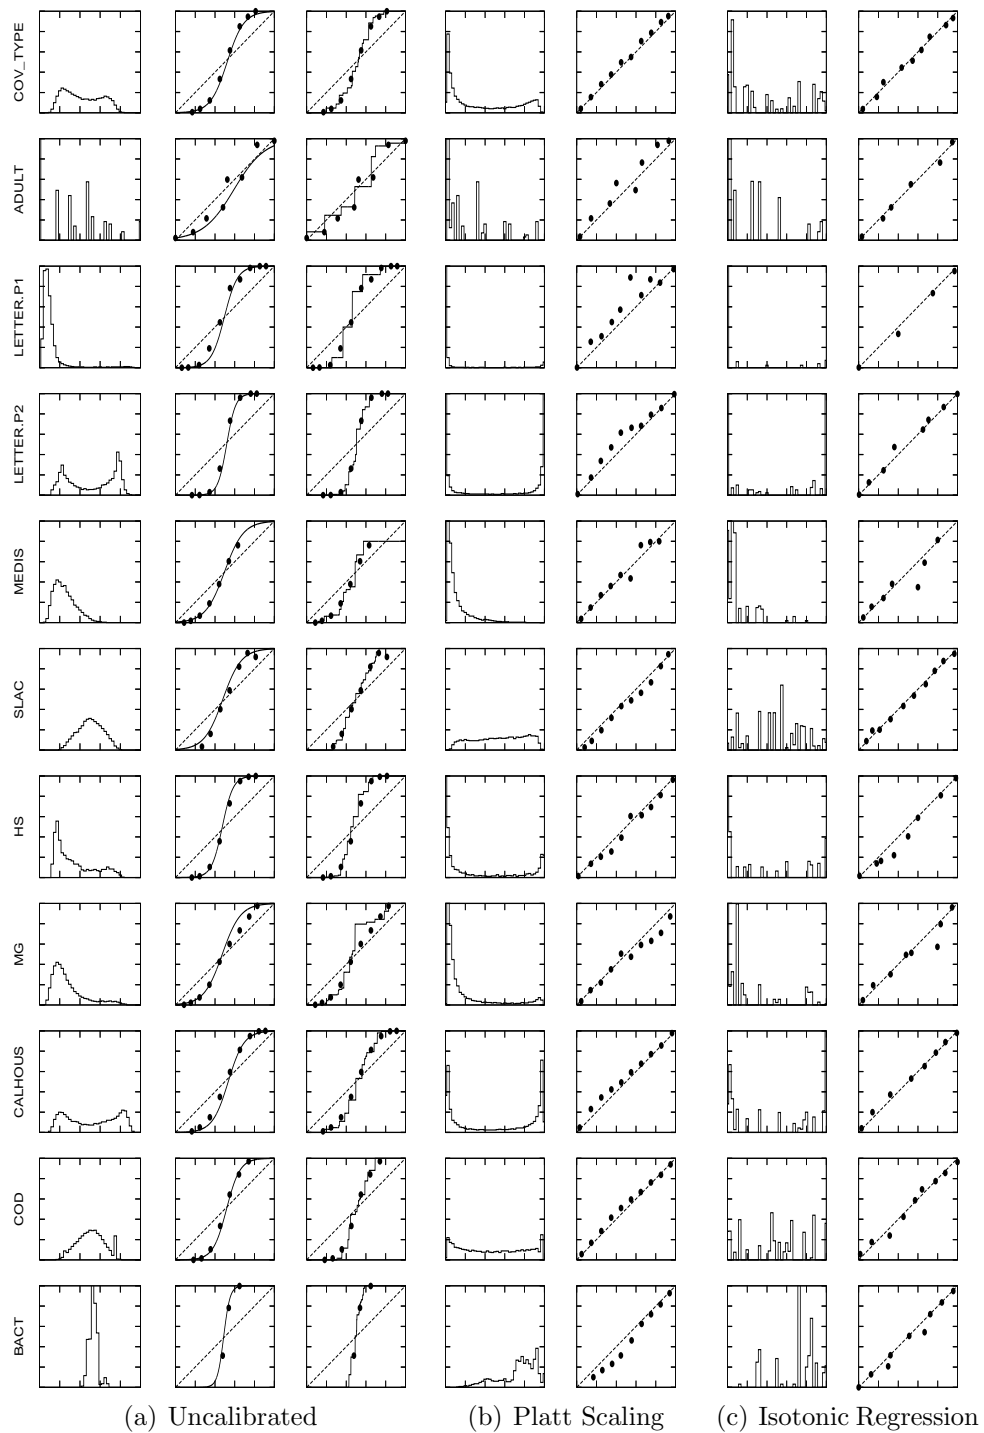 COV_TYPE
ADULT
LETTER.P1
LETTER.P2
MEDIS
SLAC
HS
MG
CALHOUS
COD
BACT
(a) Uncalibrated
(b) Platt Scaling
(c) Isotonic Regression